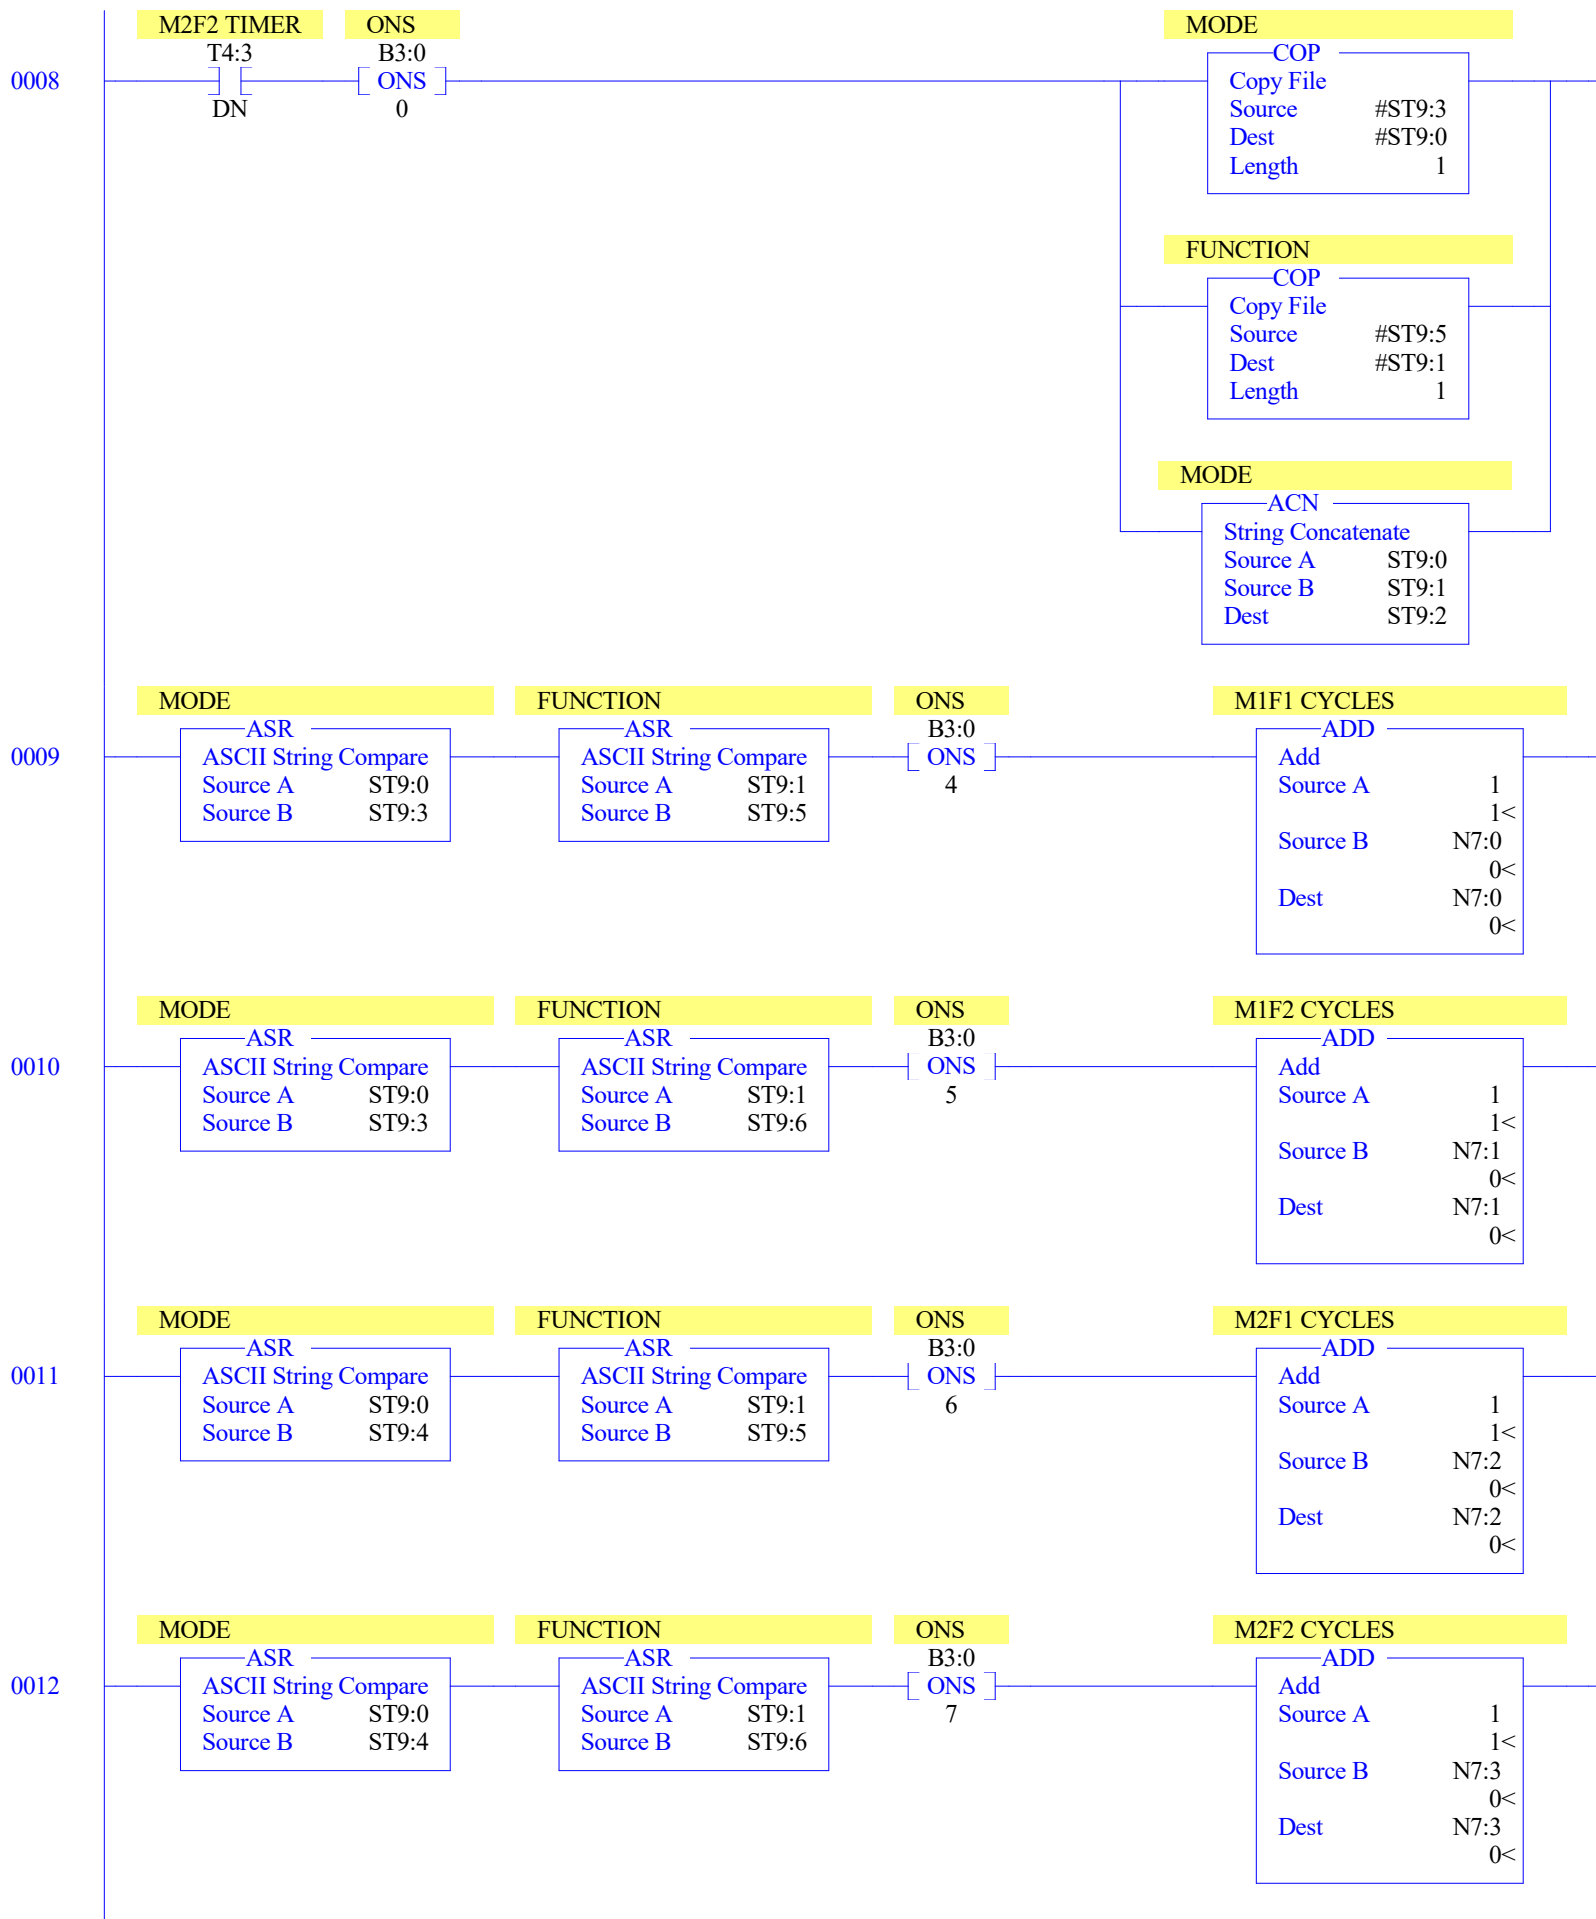 M2F2 TIMER ONS MODE
T4:3 B3:0 COP
0008 ONS Copy File
DN 0 Source #ST9:3
Dest #ST9:0
Length 1
FUNCTION
COP
Copy File
Source #ST9:5
Dest #ST9:1
Length 1
MODE
ACN
String Concatenate
Source A ST9:0
Source B ST9:1
Dest ST9:2
MODE FUNCTION ONS M1F1 CYCLES
ASR ASR B3:0 ADD
0009 ASCII String Compare ASCII String Compare ONS Add
Source A ST9:0 Source A ST9:1 4 Source A 1
Source B ST9:3 Source B ST9:5 1<
Source B N7:0
0<
Dest N7:0
0<
MODE FUNCTION ONS M1F2 CYCLES
ASR ASR B3:0 ADD
0010 ASCII String Compare ASCII String Compare ONS Add
Source A ST9:0 Source A ST9:1 5 Source A 1
Source B ST9:3 Source B ST9:6 1<
Source B N7:1
0<
Dest N7:1
0<
MODE FUNCTION ONS M2F1 CYCLES
ASR ASR B3:0 ADD
0011 ASCII String Compare ASCII String Compare ONS Add
Source A ST9:0 Source A ST9:1 6 Source A 1
Source B ST9:4 Source B ST9:5 1<
Source B N7:2
0<
Dest N7:2
0<
MODE FUNCTION ONS M2F2 CYCLES
ASR ASR B3:0 ADD
0012 ASCII String Compare ASCII String Compare ONS Add
Source A ST9:0 Source A ST9:1 7 Source A 1
Source B ST9:4 Source B ST9:6 1<
Source B N7:3
0<
Dest N7:3
0<